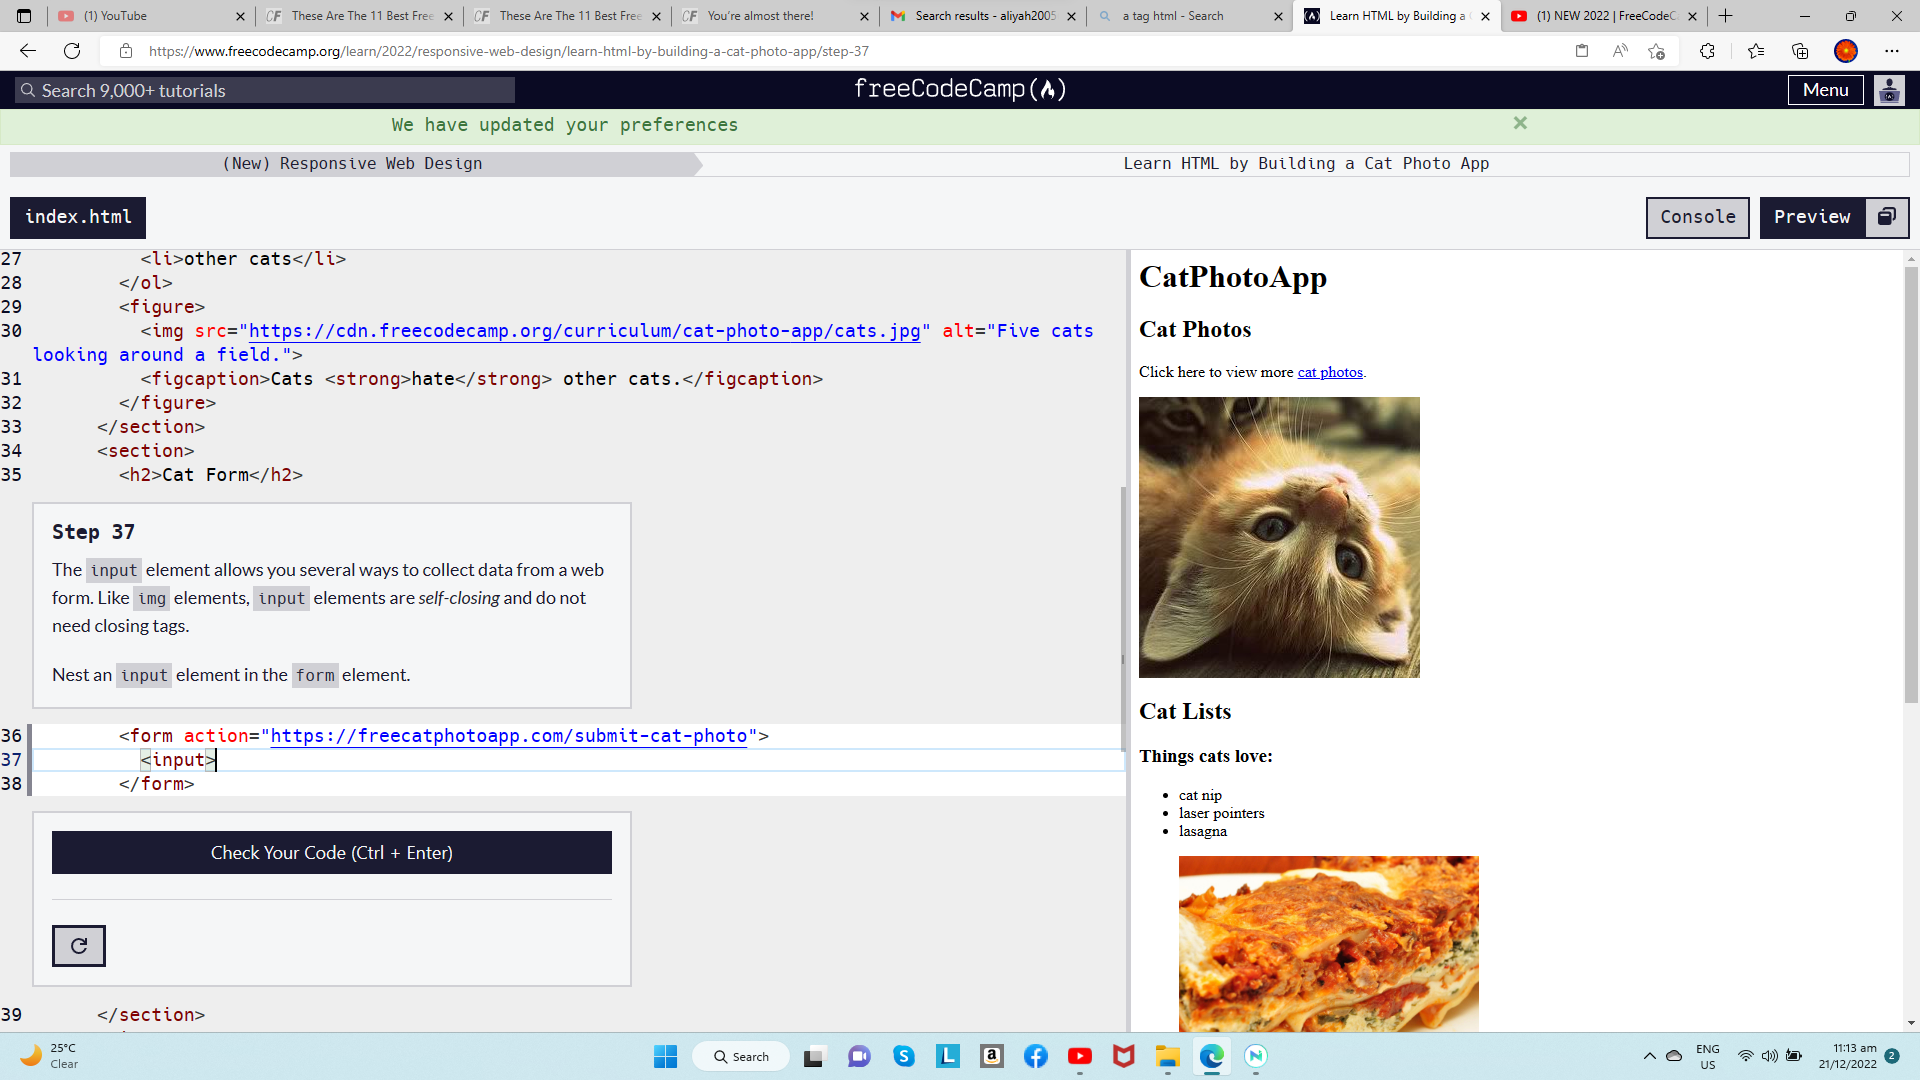 (1) YouTube
These Are The 11 Best Free
These Are The 11 Best Free
You're almost there!
Search results - aliyah2005
a tag html - Search
Learn HTML by Building a
(1) NEW 2022 | FreeCodeC
https://www.freecodecamp.org/learn/2022/responsive-web-design/learn-html-by-building-a-cat-photo-app/step-37
Search 9,000+ tutorials
freeCodeCamp
Menu
We have updated your preferences
(New) Responsive Web Design
Learn HTML by Building a Cat Photo App
index.html
Console
Preview
27 <li>other cats</li>
28 </ol>
29 <figure>
30 <img src="https://cdn.freecodecamp.org/curriculum/cat-photo-app/cats.jpg" alt="Five cats
looking around a field.">
31 <figcaption>Cats <strong>hate</strong> other cats.</figcaption>
32 </figure>
33 </section>
34 <section>
35 <h2>Cat Form</h2>
Step 37
The input element allows you several ways to collect data from a web
form. Like img elements, input elements are self-closing and do not
need closing tags.
Nest an input element in the form element.
36 <form action="https://freecatphotoapp.com/submit-cat-photo">
37 <input>
38 </form>
Check Your Code (Ctrl + Enter)
39 </section>
CatPhotoApp
Cat Photos
Click here to view more cat photos.
Cat Lists
Things cats love:
• cat nip
• laser pointers
• lasagna
25°C
Clear
Search
ENG
US
11:13 am
21/12/2022
2